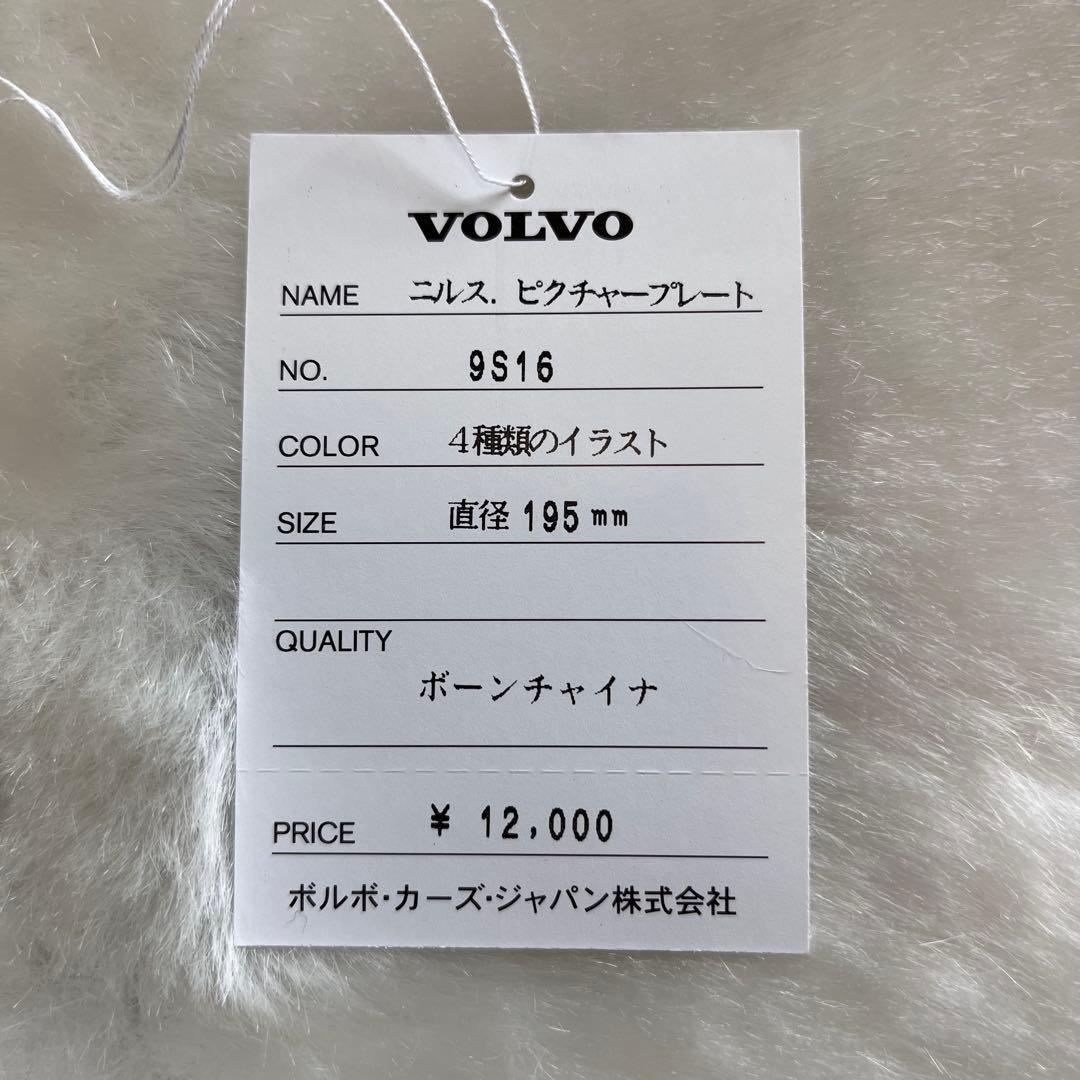 VOLVO
NAME ニルス．ピクチャープレート
NO. 9S16
COLOR 4種類のイラスト
SIZE 直径 195mm
QUALITY
ボーンチャイナ
PRICE ¥ 12,000
ボルボ・カーズ・ジャパン株式会社